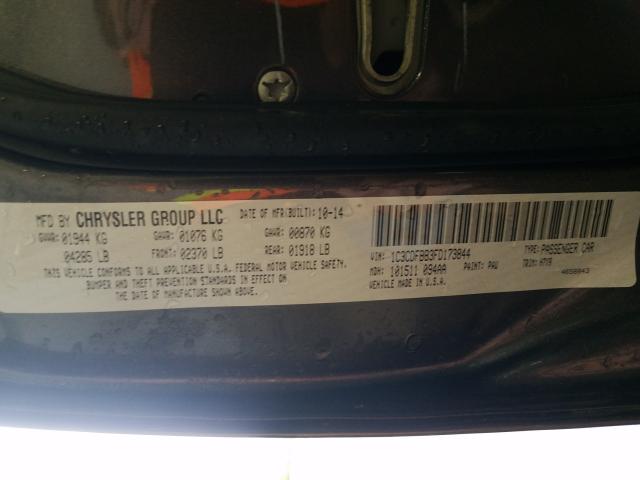 MFD BY CHRYSLER GROUP LLC DATE OF MFR(BUILT): 10-14
GVWR: 01944 KG GAWR: 01076 KG GAWR: 00870 KG
04285 LB FRONT: 02370 LB REAR: 01918 LB
THIS VEHICLE CONFORMS TO ALL APPLICABLE U.S.A. FEDERAL MOTOR VEHICLE SAFETY,
BUMPER AND THEFT PREVENTION STANDARDS IN EFFECT ON
THE DATE OF MANUFACTURE SHOWN ABOVE.
VIN: 1C3CDFBB3FD173844 TYPE: PASSENGER CAR
MDH: 101511 094AA PAINT: PAU TRIM: H7X9
VEHICLE MADE IN U.S.A. 4658843